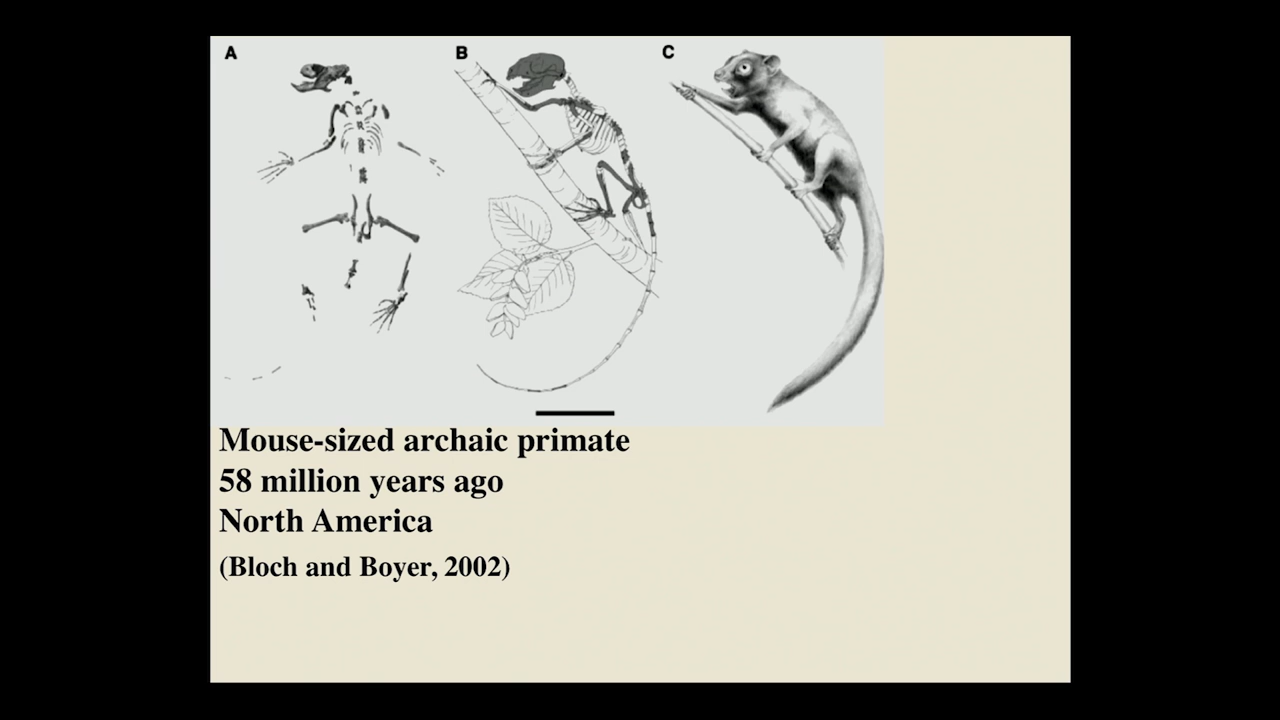 A B C
Mouse-sized archaic primate
58 million years ago
North America
(Bloch and Boyer, 2002)